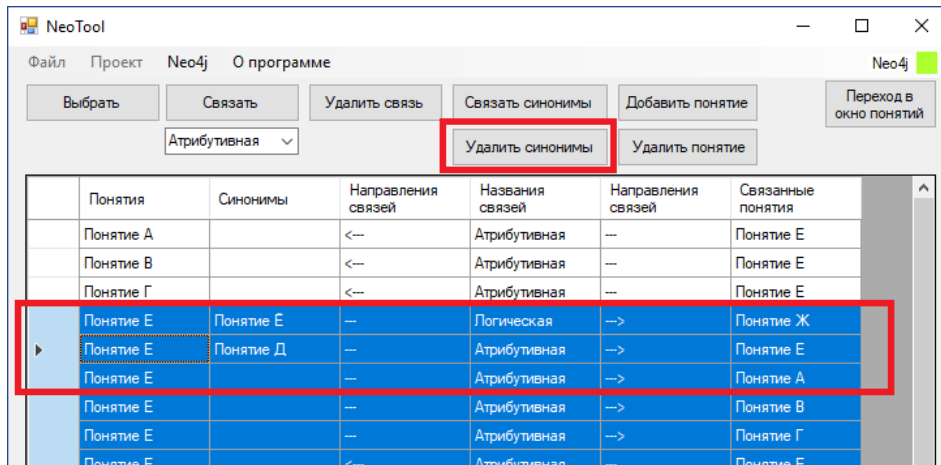 NeoTool
Файл Проект Neo4j О программе Neo4j
Выбрать Связать Удалить связь Связать синонимы Добавить понятие Переход в окно понятий
Атрибутивная Удалить синонимы Удалить понятие
Понятия Синонимы Направления связей Названия связей Направления связей Связанные понятия
Понятие А <--- Атрибутивная --- Понятие Е
Понятие В <--- Атрибутивная --- Понятие Е
Понятие Г <--- Атрибутивная --- Понятие Е
Понятие Е Понятие Ё --- Логическая ---> Понятие Ж
Понятие Е Понятие Д --- Атрибутивная ---> Понятие Е
Понятие Е --- Атрибутивная ---> Понятие А
Понятие Е --- Атрибутивная ---> Понятие В
Понятие Е --- Атрибутивная ---> Понятие Г
Понятие Е <--- Атрибутивная --- Понятие Е